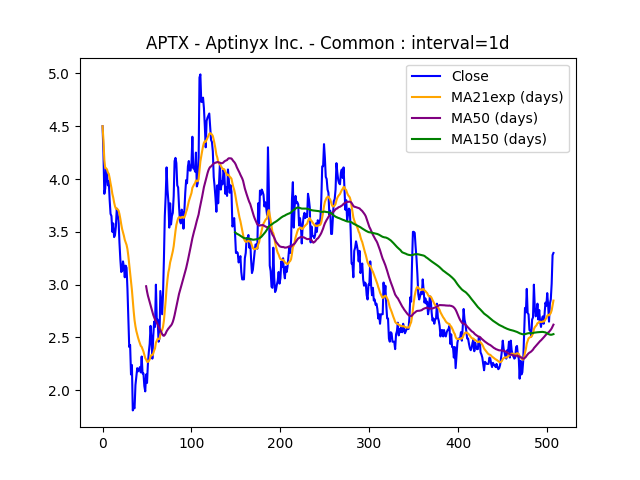 APTX - Aptinyx Inc. - Common : interval=1d
Close
MA21exp (days)
MA50 (days)
MA150 (days)
5.0
4.5
4.0
3.5
3.0
2.5
2.0
0 100 200 300 400 500